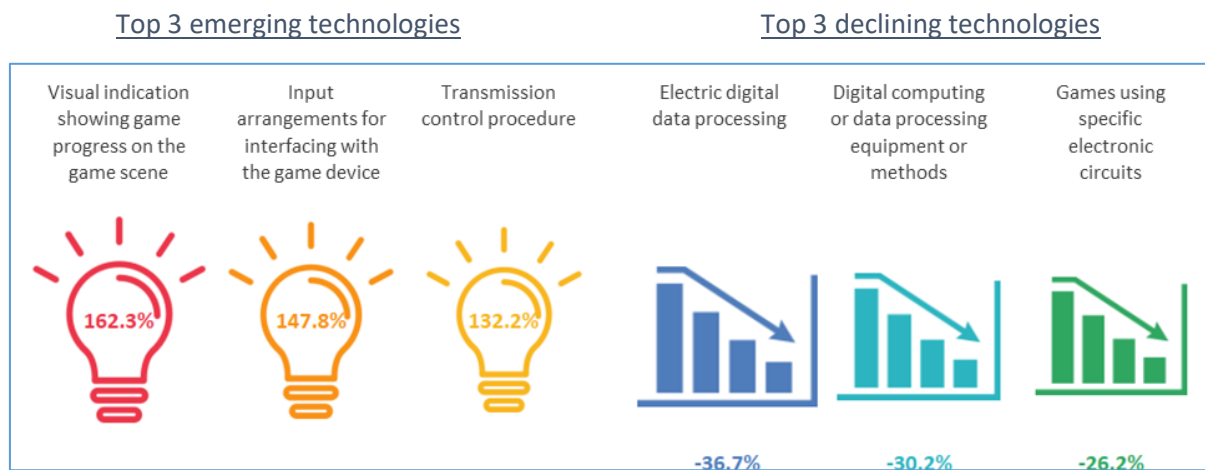 Top 3 emerging technologies
Top 3 declining technologies
Visual indication
showing game
progress on the
game scene
Input
arrangements for
interfacing with
the game device
Transmission
control procedure
Electric digital
data processing
Digital computing
or data processing
equipment or
methods
Games using
specific
electronic
circuits
162.3%
147.8%
132.2%
-36.7%
-30.2%
-26.2%